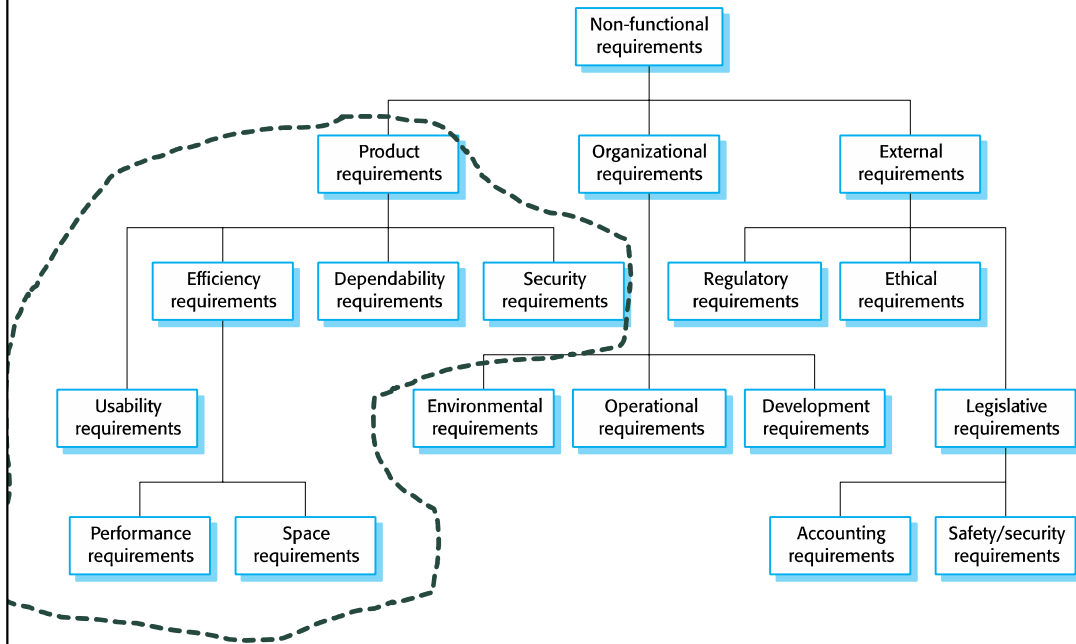 Non-functional
requirements
Product
requirements
Organizational
requirements
External
requirements
Efficiency
requirements
Dependability
requirements
Security
requirements
Regulatory
requirements
Ethical
requirements
Usability
requirements
Environmental
requirements
Operational
requirements
Development
requirements
Legislative
requirements
Performance
requirements
Space
requirements
Accounting
requirements
Safety/security
requirements